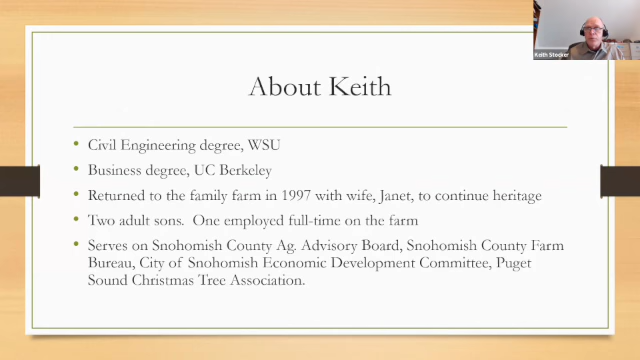 Keith Stocker
About Keith
• Civil Engineering degree, WSU
• Business degree, UC Berkeley
• Returned to the family farm in 1997 with wife, Janet, to continue heritage
• Two adult sons. One employed full-time on the farm
• Serves on Snohomish County Ag. Advisory Board, Snohomish County Farm
Bureau, City of Snohomish Economic Development Committee, Puget
Sound Christmas Tree Association.